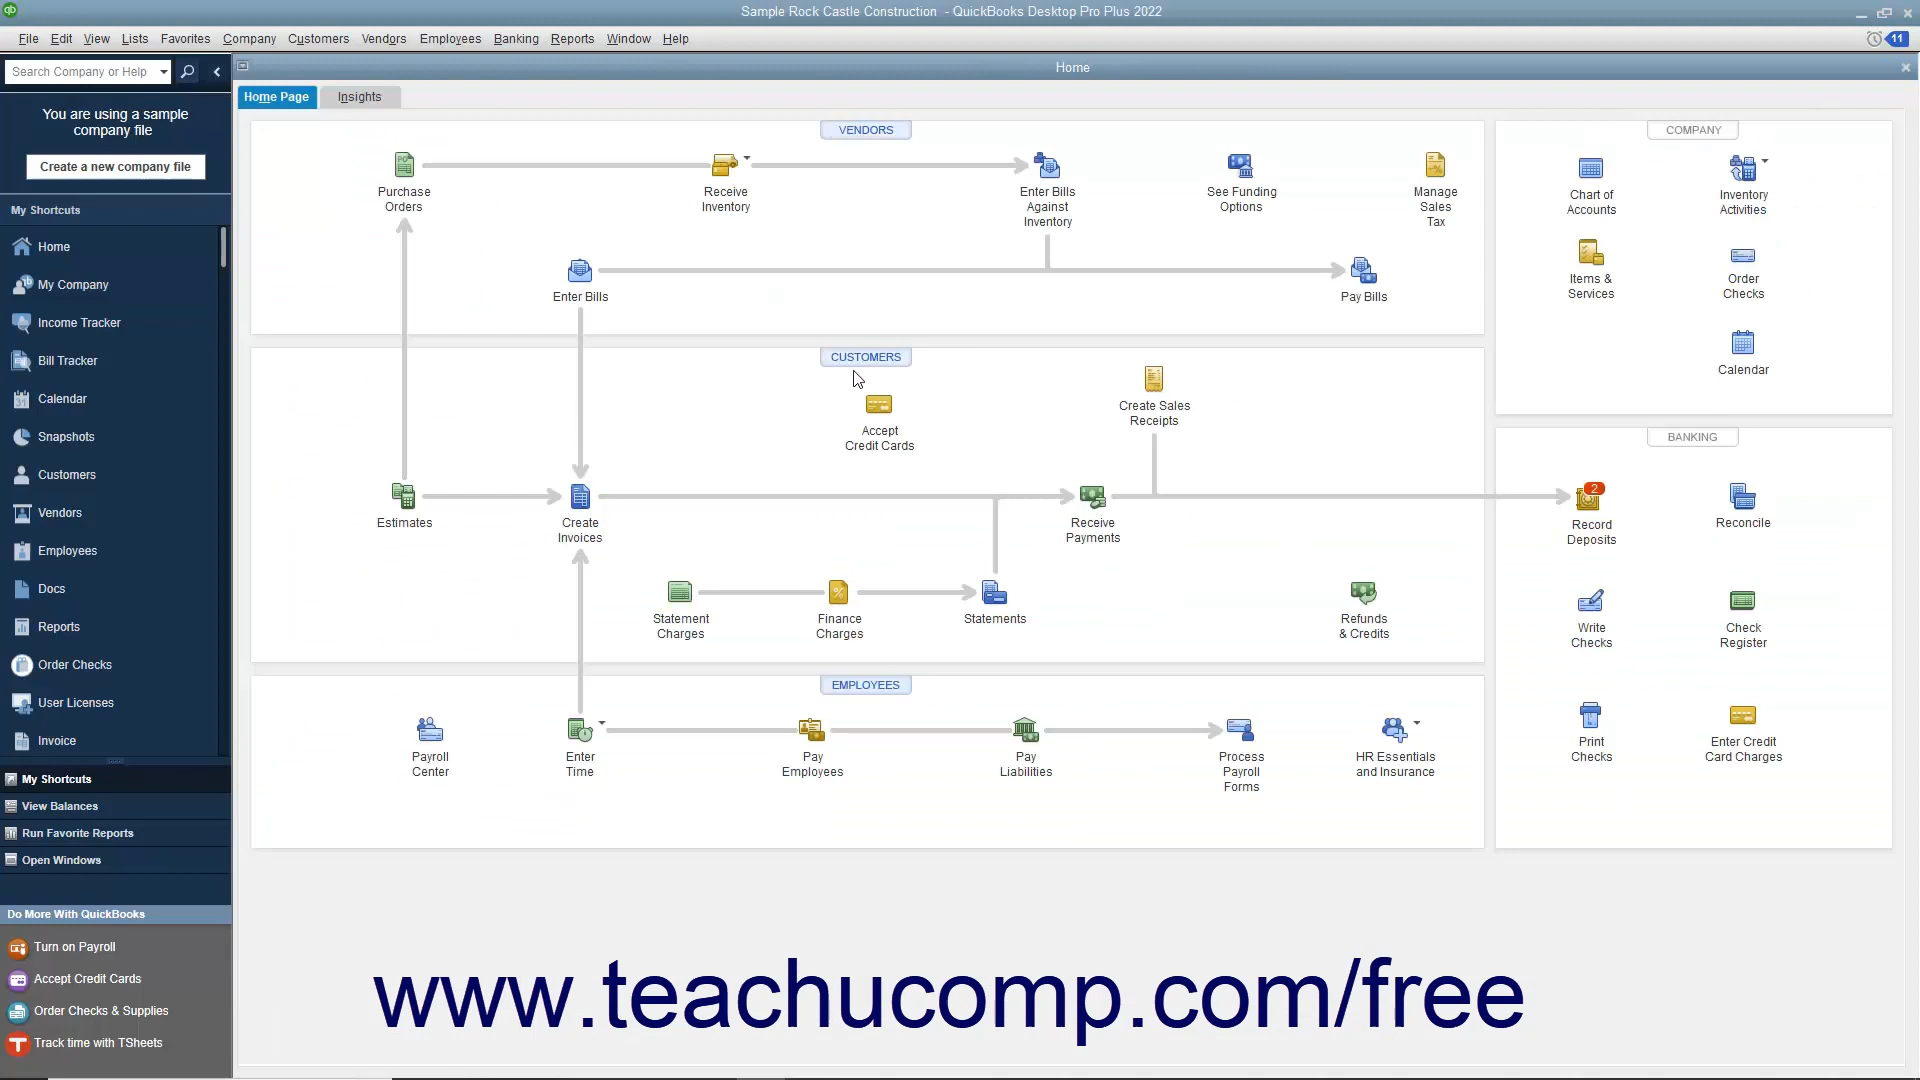 Sample Rock Castle Construction - QuickBooks Desktop Pro Plus 2022
File Edit View Lists Favorites Company Customers Vendors Employees Banking Reports Window Help
11
Search Company or Help
You are using a sample
company file
Create a new company file
My Shortcuts
Home
My Company
Income Tracker
Bill Tracker
Calendar
Snapshots
Customers
Vendors
Employees
Docs
Reports
Order Checks
User Licenses
Invoice
My Shortcuts
View Balances
Run Favorite Reports
Open Windows
Do More With QuickBooks
Turn on Payroll
Accept Credit Cards
Order Checks & Supplies
Track time with TSheets
Home
Home Page
Insights
VENDORS
Purchase
Orders
Receive
Inventory
Enter Bills
Against
Inventory
See Funding
Options
Manage
Sales
Tax
Enter Bills
Pay Bills
CUSTOMERS
Accept
Credit Cards
Create Sales
Receipts
Estimates
Create
Invoices
Receive
Payments
Statement
Charges
Finance
Charges
Statements
Refunds
& Credits
EMPLOYEES
Payroll
Center
Enter
Time
Pay
Employees
Pay
Liabilities
Process
Payroll
Forms
HR Essentials
and Insurance
COMPANY
Chart of
Accounts
Inventory
Activities
Items &
Services
Order
Checks
Calendar
BANKING
2
Record
Deposits
Reconcile
Write
Checks
Check
Register
Print
Checks
Enter Credit
Card Charges
www.teachucomp.com/free